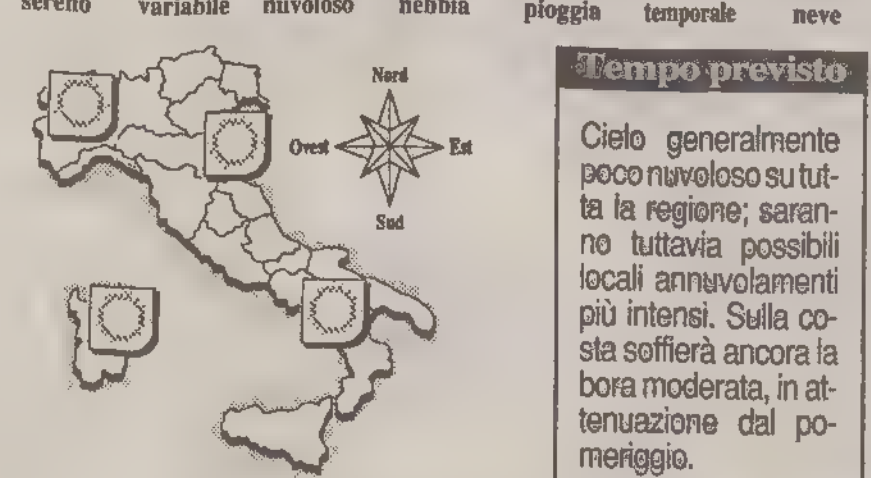 sereno variabile nuvoloso nebbia pioggia temporale neve
Nord
Ovest
Est
Sud
Tempo previsto
Cielo generalmente
poco nuvoloso su tut-
ta la regione; saran-
no tuttavia possibili
locali annuvolamenti
più intensi. Sulla co-
sta soffierà ancora la
bora moderata, in at-
tenuazione dal po-
meriggio.